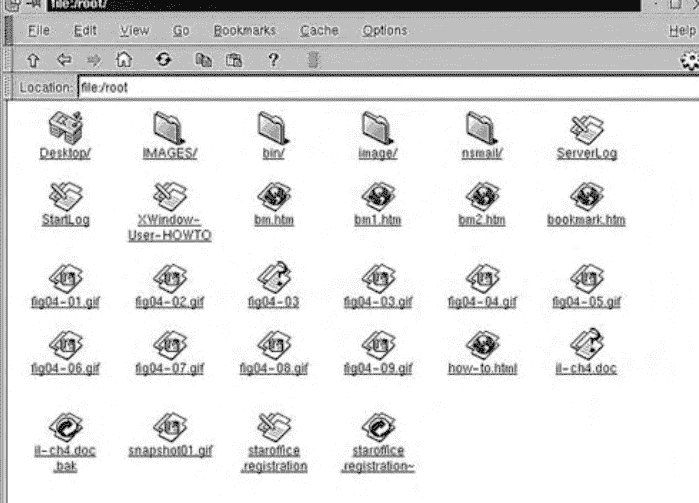 file:/root/
File Edit View Go Bookmarks Cache Options Help
?
Location: file:/root
Desktop/ IMAGES/ bin/ image/ nsmail/ ServerLog
StartLog XWindow- bm.htm bm1.htm bm2.htm bookmark.htm
User-HOWTO
fig04-01.gif fig04-02.gif fig04-03 fig04-03.gif fig04-04.gif fig04-05.gif
fig04-06.gif fig04-07.gif fig04-08.gif fig04-09.gif how-to.html il-ch4.doc
il-ch4.doc snapshot01.gif staroffice staroffice
.bak .registration .registration~